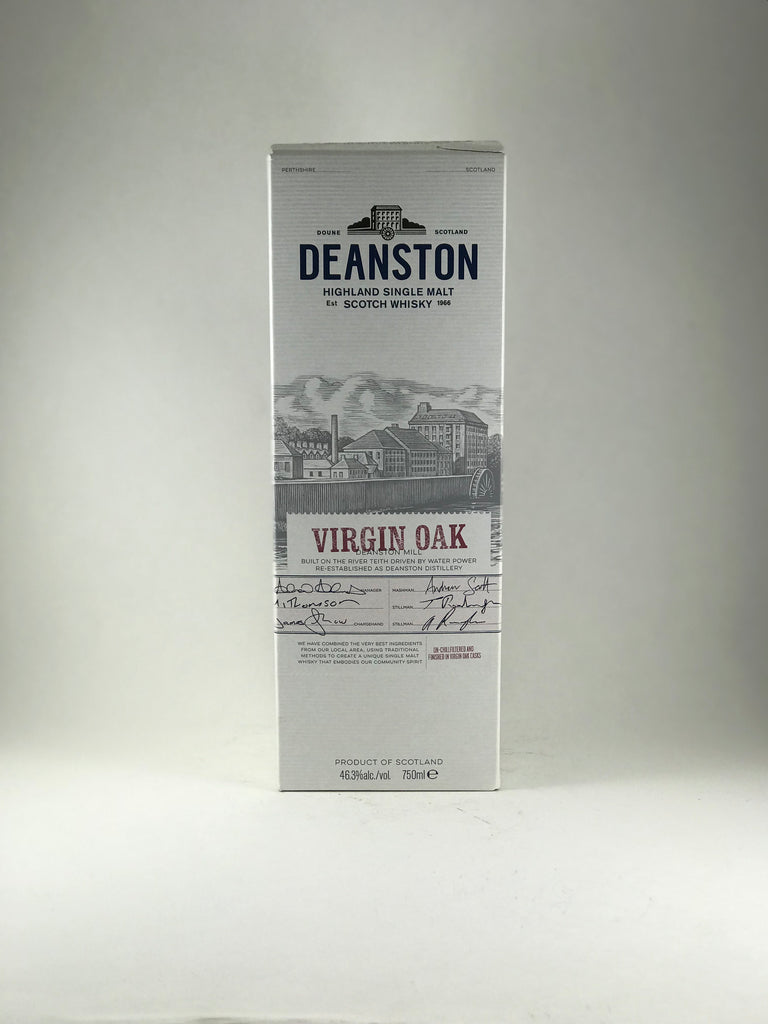 PERTHSHIRE SCOTLAND
DOUNE SCOTLAND
DEANSTON
HIGHLAND SINGLE MALT
Est SCOTCH WHISKY 1966
VIRGIN OAK
DEANSTON MILL
BUILT ON THE RIVER TEITH DRIVEN BY WATER POWER
RE-ESTABLISHED AS DEANSTON DISTILLERY
MANAGER MASHMAN Andrew Scott
STILLMAN
CHARGEHAND STILLMAN
WE HAVE COMBINED THE VERY BEST INGREDIENTS
FROM OUR LOCAL AREA, USING TRADITIONAL
METHODS TO CREATE A UNIQUE SINGLE MALT
WHISKY THAT EMBODIES OUR COMMUNITY SPIRIT
UN-CHILLFILTERED AND
FINISHED IN VIRGIN OAK CASKS
PRODUCT OF SCOTLAND
46.3%alc./vol. 750ml e